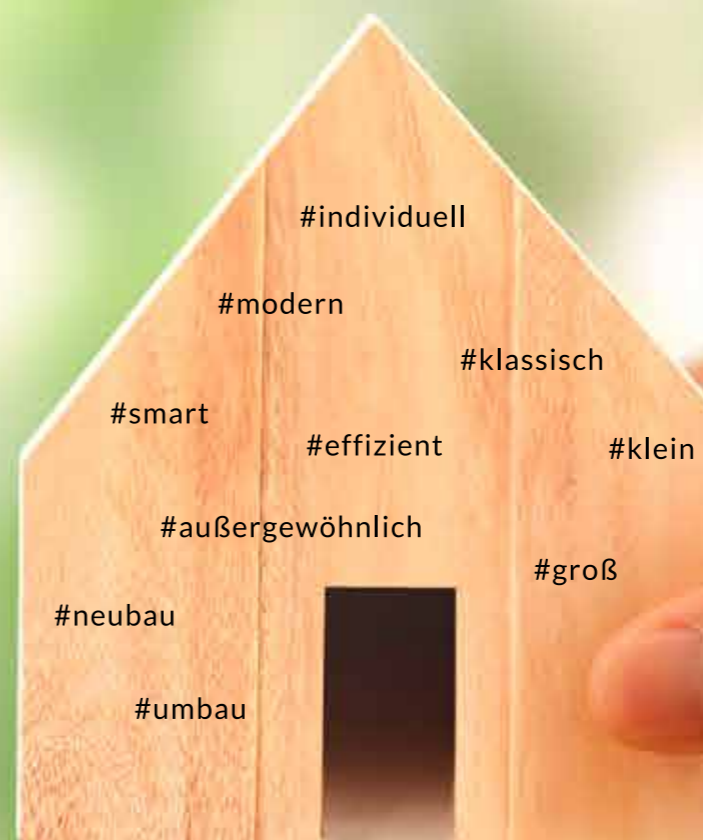 #individuell
#modern
#klassisch
#smart
#effizient
#klein
#außergewöhnlich
#groß
#neubau
#umbau